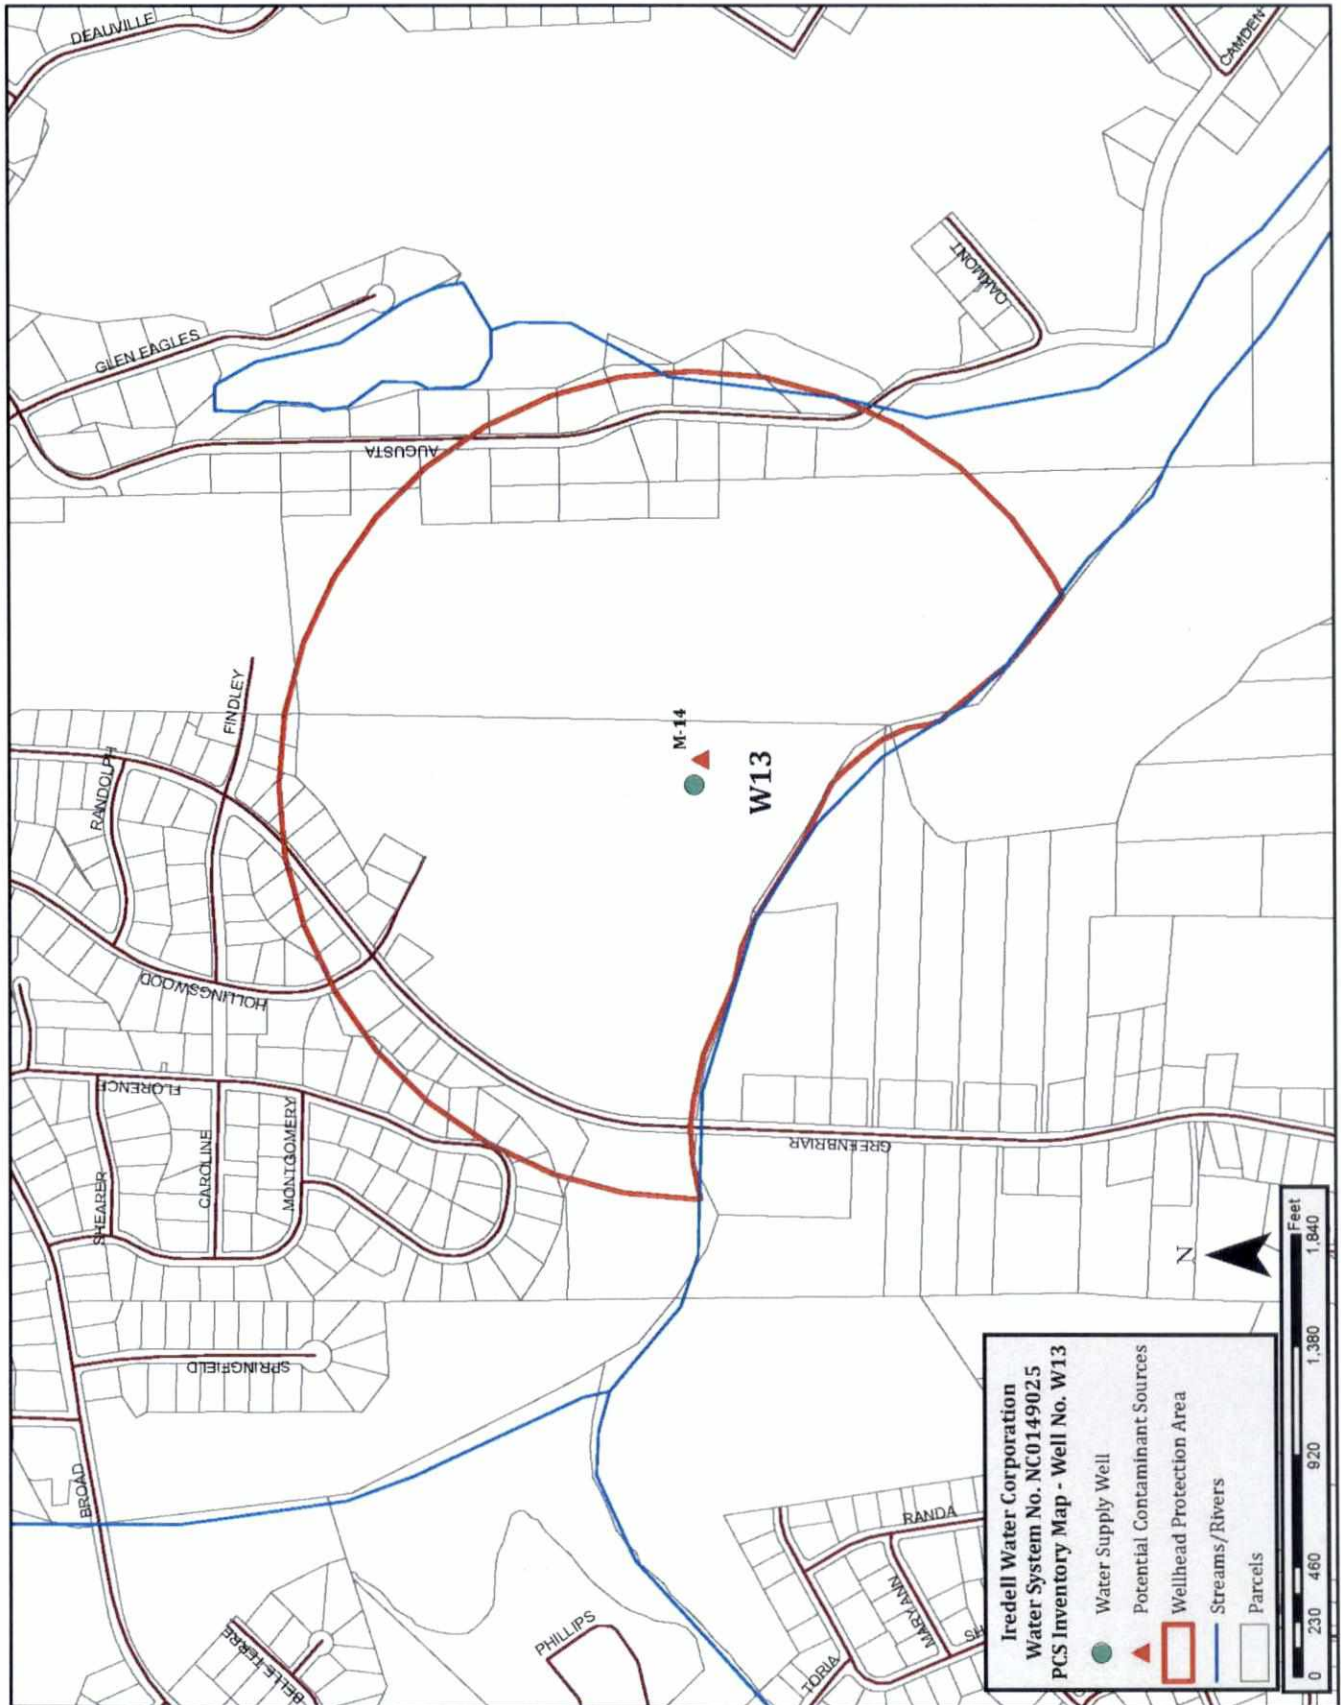 DEAUVILLE
CAMDEN
GLEN EAGLES
OAKMONT
AUGUSTA
FINDLEY
RANDOLPH
M-14
W13
HOLLINGSWOOD
FLORENCE
SHEARER
CAROLINE
MONTGOMERY
GREENBRIAR
SPRINGFIELD
BROAD
BELLE TERRE
PHILLIPS
RANDA
MARYANN
SH
TORIA
N
Iredell Water Corporation
Water System No. NC0149025
PCS Inventory Map - Well No. W13
Water Supply Well
Potential Contaminant Sources
Wellhead Protection Area
Streams/Rivers
Parcels
0 230 460 920 1,380 1,840
Feet